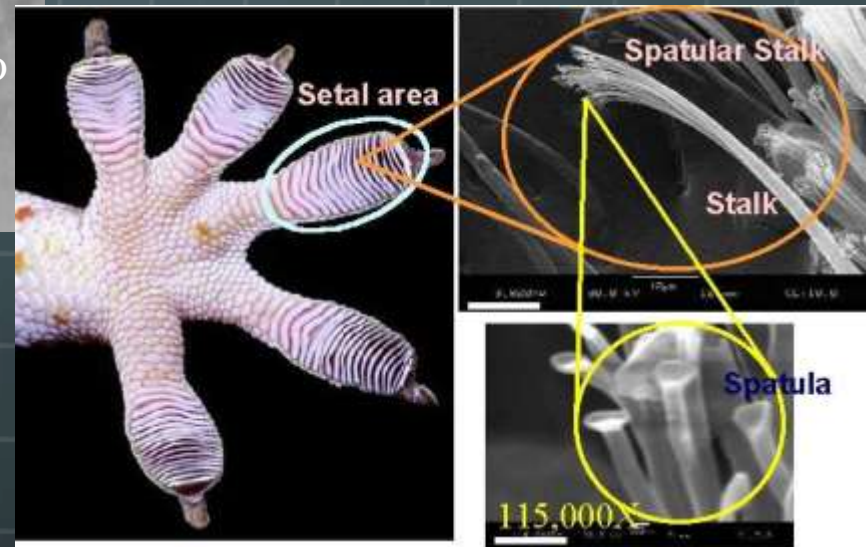 Setal area
Spatular Stalk
Stalk
Spatula
115,000X